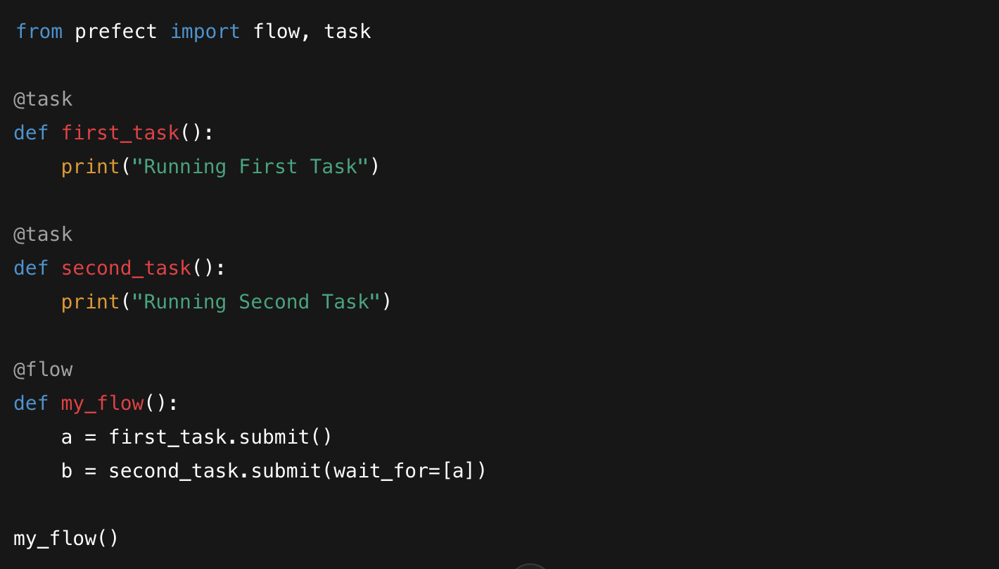 from prefect import flow, task
@task
def first_task():
    print("Running First Task")
@task
def second_task():
    print("Running Second Task")
@flow
def my_flow():
    a = first_task.submit()
    b = second_task.submit(wait_for=[a])
my_flow()